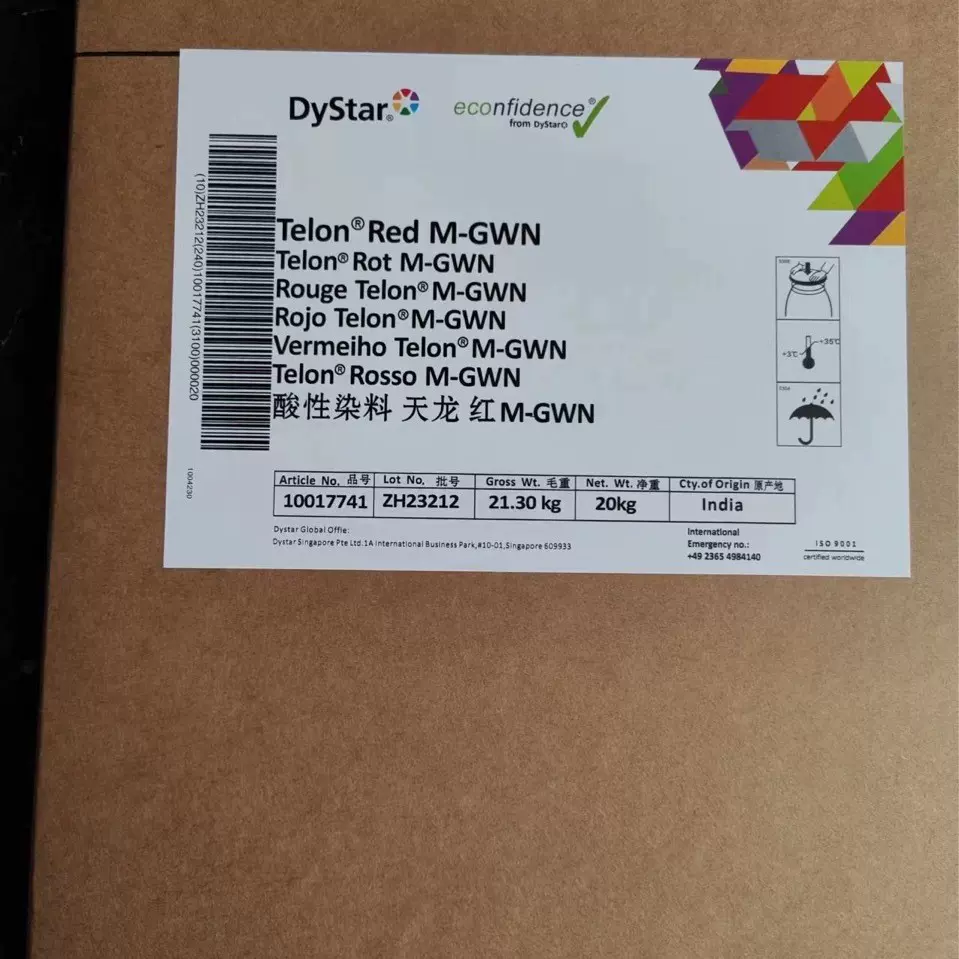 DyStar®
econfidence®
from DyStar
(10)ZH23212(240)10017741(3100)000020
1004230
Telon® Red M-GWN
Telon® Rot M-GWN
Rouge Telon® M-GWN
Rojo Telon® M-GWN
Vermeiho Telon® M-GWN
Telon® Rosso M-GWN
酸性染料 天龙 红 M-GWN
+3℃ +35℃
Article No. 品号 Lot No. 批号 Gross Wt. 毛重 Net. Wt. 净重 Cty.of Origin 原产地
10017741 ZH23212 21.30 kg 20kg India
Dystar Global Offie:
Dystar Singapore Pte Ltd:1A International Business Park,#10-01,Singapore 609933
International
Emergency no.:
+49 2365 4984140
ISO 9001
certified worldwide